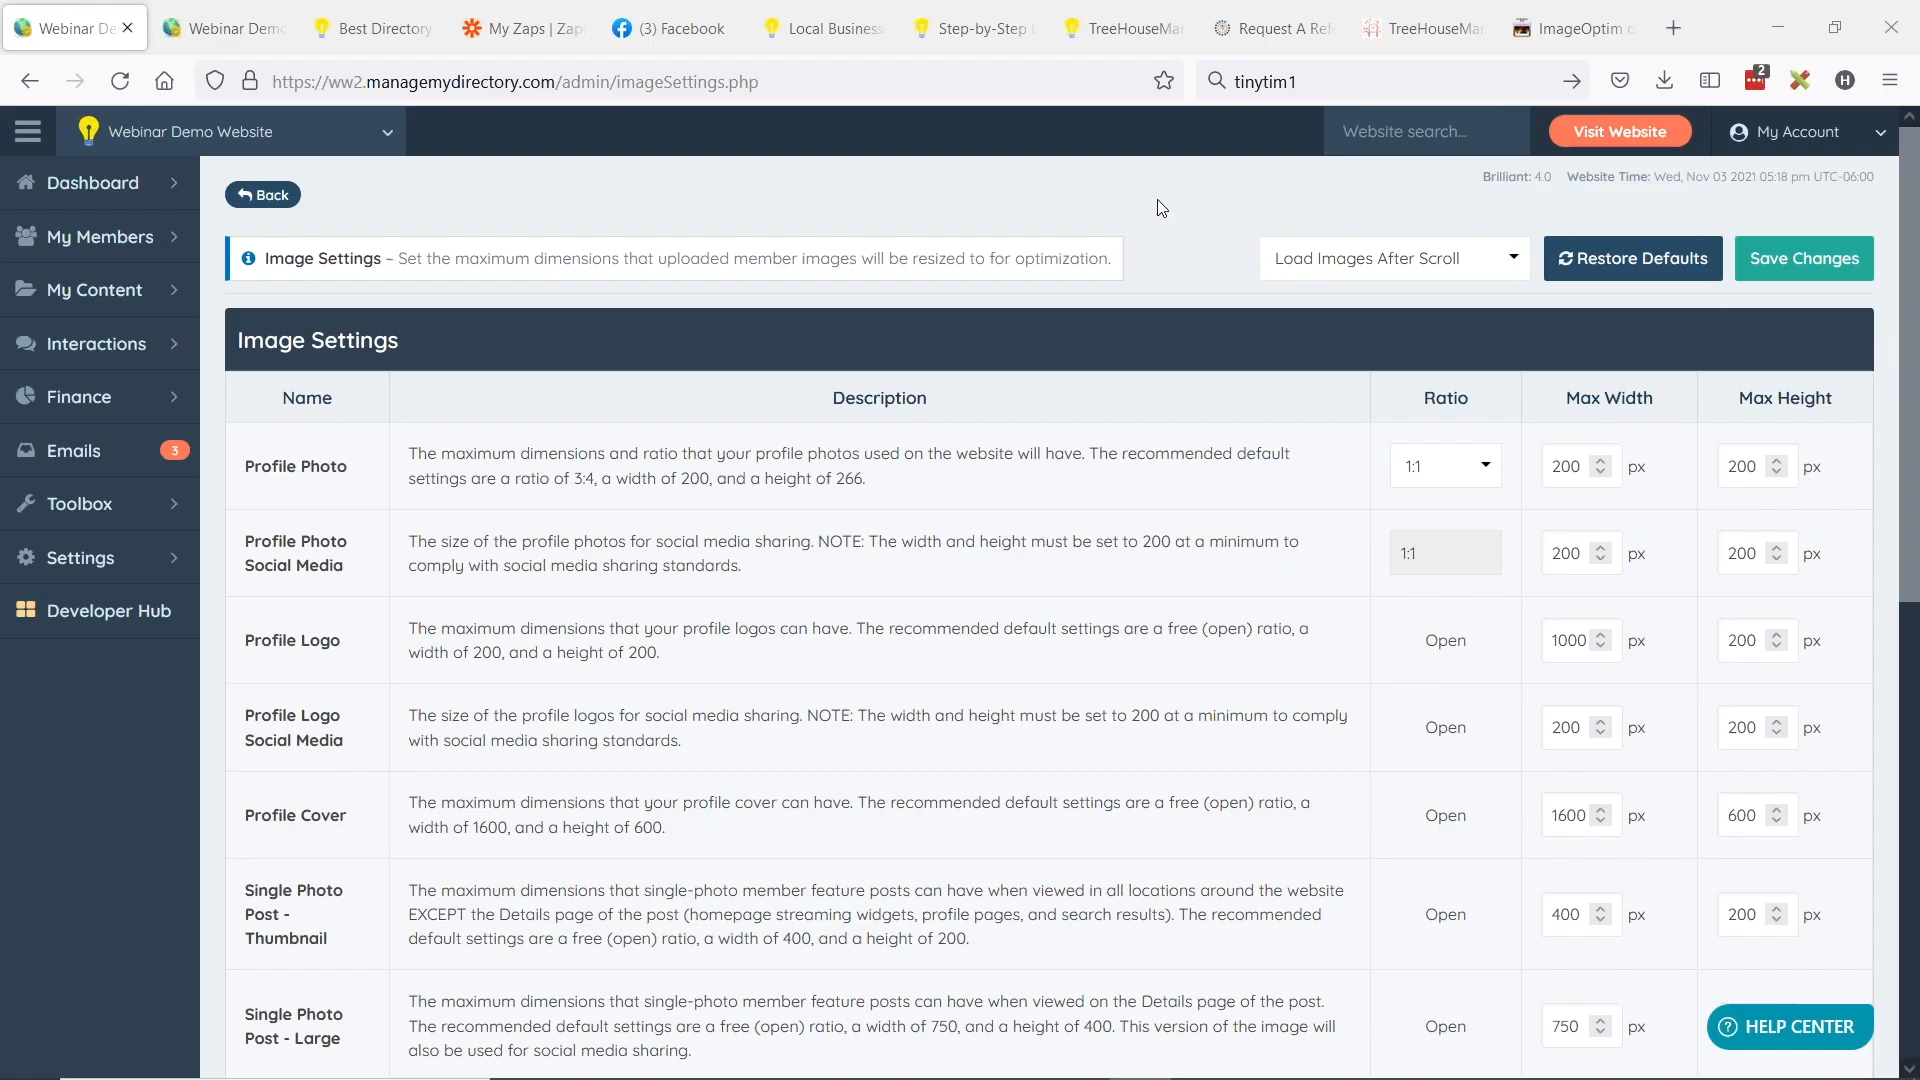 Webinar De
Webinar Demo
Best Directory
My Zaps | Zapi
(3) Facebook
Local Business
Step-by-Step
TreeHouseMar
Request A Ref
TreeHouseMar
ImageOptim
https://ww2.managemydirectory.com/admin/imageSettings.php
tinytim1
2
H
Webinar Demo Website
Website search...
Visit Website
My Account
Dashboard
My Members
My Content
Interactions
Finance
Emails
3
Toolbox
Settings
Developer Hub
Back
Brilliant: 4.0 Website Time: Wed, Nov 03 2021 05:18 pm UTC-06:00
Image Settings - Set the maximum dimensions that uploaded member images will be resized to for optimization.
Load Images After Scroll
Restore Defaults
Save Changes
Image Settings
Name
Description
Ratio
Max Width
Max Height
Profile Photo
The maximum dimensions and ratio that your profile photos used on the website will have. The recommended default
settings are a ratio of 3:4, a width of 200, and a height of 266.
1:1
200 px
200 px
Profile Photo
Social Media
The size of the profile photos for social media sharing. NOTE: The width and height must be set to 200 at a minimum to
comply with social media sharing standards.
1:1
200 px
200 px
Profile Logo
The maximum dimensions that your profile logos can have. The recommended default settings are a free (open) ratio, a
width of 200, and a height of 200.
Open
1000 px
200 px
Profile Logo
Social Media
The size of the profile logos for social media sharing. NOTE: The width and height must be set to 200 at a minimum to comply
with social media sharing standards.
Open
200 px
200 px
Profile Cover
The maximum dimensions that your profile cover can have. The recommended default settings are a free (open) ratio, a
width of 1600, and a height of 600.
Open
1600 px
600 px
Single Photo
Post -
Thumbnail
The maximum dimensions that single-photo member feature posts can have when viewed in all locations around the website
EXCEPT the Details page of the post (homepage streaming widgets, profile pages, and search results). The recommended
default settings are a free (open) ratio, a width of 400, and a height of 200.
Open
400 px
200 px
Single Photo
Post - Large
The maximum dimensions that single-photo member feature posts can have when viewed on the Details page of the post.
The recommended default settings are a free (open) ratio, a width of 750, and a height of 400. This version of the image will
also be used for social media sharing.
Open
750 px
HELP CENTER